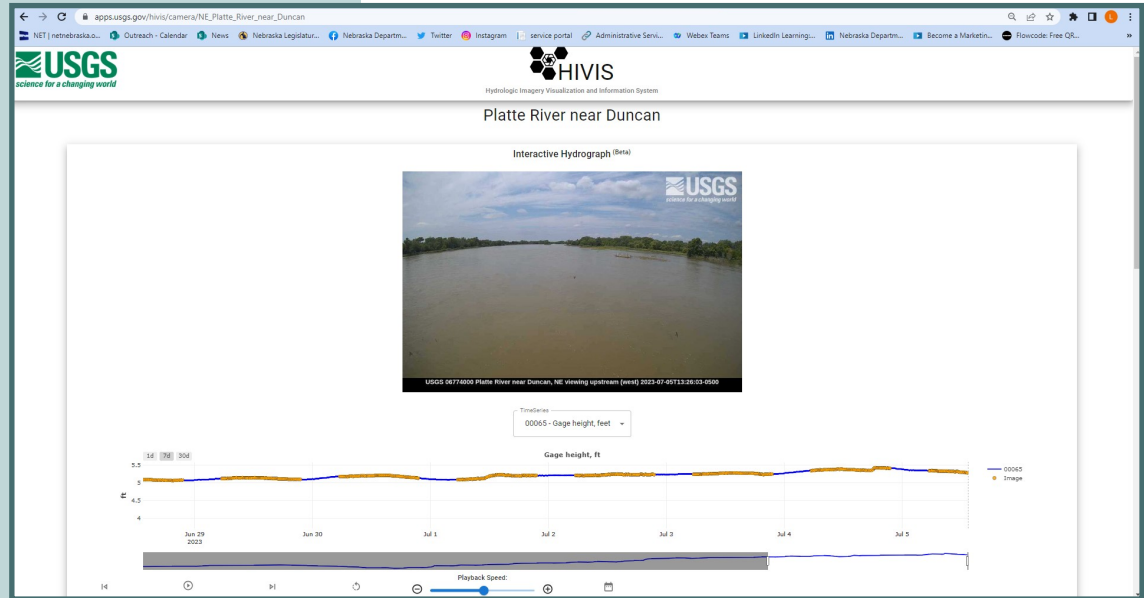 apps.usgs.gov/hivis/camera/NE_Platte_River_near_Duncan
NET | netnebraska.o... Outreach - Calendar News Nebraska Legislatur... Nebraska Departm... Twitter Instagram service portal Administrative Servi... Webex Teams LinkedIn Learning:... Nebraska Departm... Become a Marketin... Flowcode: Free QR... »
USGS
science for a changing world
HIVIS
Hydrologic Imagery Visualization and Information System
Platte River near Duncan
Interactive Hydrograph (Beta)
USGS
science for a changing world
USGS 06774000 Platte River near Duncan, NE viewing upstream (west) 2023-07-05T13:26:03-0500
TimeSeries
00065 - Gage height, feet
1d 7d 30d
Gage height, ft
5.5
5
4.5
4
ft
00065
Image
Jun 29 Jun 30 Jul 1 Jul 2 Jul 3 Jul 4 Jul 5
2023
Playback Speed: